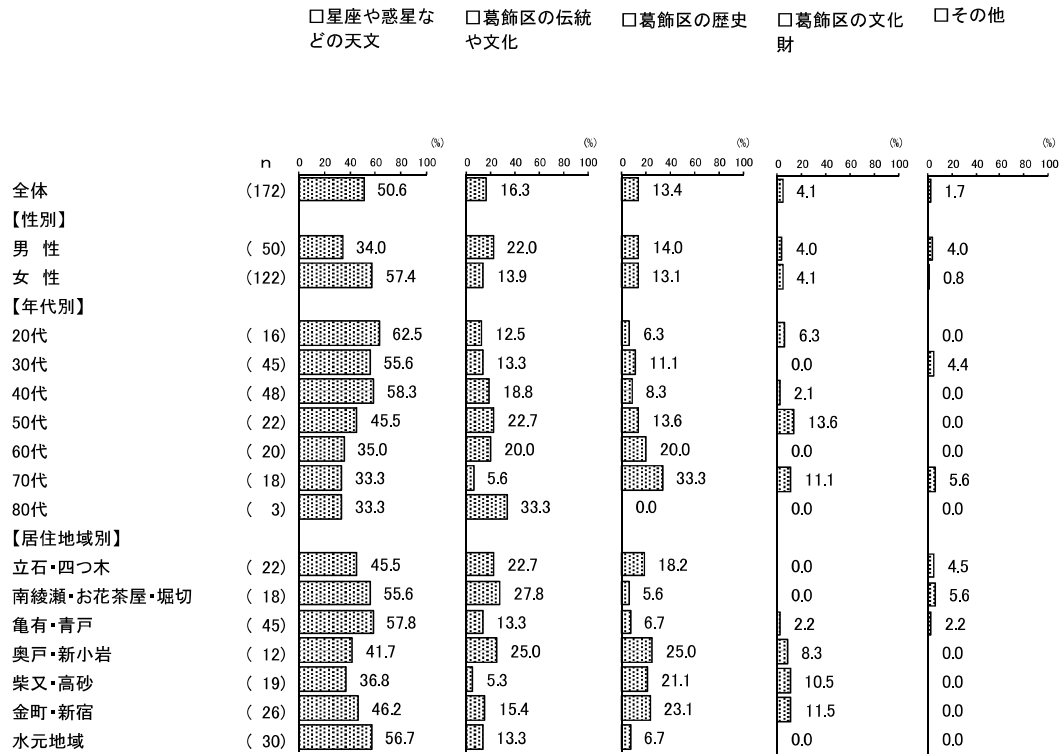 □星座や惑星な
どの天文
□葛飾区の伝統
や文化
□葛飾区の歴史
□葛飾区の文化
財
□その他
(%) (%) (%) (%) (%)
n 0 20 40 60 80 100 0 20 40 60 80 100 0 20 40 60 80 100 0 20 40 60 80 100 0 20 40 60 80 100
全体 (172) 50.6 16.3 13.4 4.1 1.7
【性別】
男 性 ( 50) 34.0 22.0 14.0 4.0 4.0
女 性 (122) 57.4 13.9 13.1 4.1 0.8
【年代別】
20代 ( 16) 62.5 12.5 6.3 6.3 0.0
30代 ( 45) 55.6 13.3 11.1 0.0 4.4
40代 ( 48) 58.3 18.8 8.3 2.1 0.0
50代 ( 22) 45.5 22.7 13.6 13.6 0.0
60代 ( 20) 35.0 20.0 20.0 0.0 0.0
70代 ( 18) 33.3 5.6 33.3 11.1 5.6
80代 ( 3) 33.3 33.3 0.0 0.0 0.0
【居住地域別】
立石・四つ木 ( 22) 45.5 22.7 18.2 0.0 4.5
南綾瀬・お花茶屋・堀切 ( 18) 55.6 27.8 5.6 0.0 5.6
亀有・青戸 ( 45) 57.8 13.3 6.7 2.2 2.2
奥戸・新小岩 ( 12) 41.7 25.0 25.0 8.3 0.0
柴又・高砂 ( 19) 36.8 5.3 21.1 10.5 0.0
金町・新宿 ( 26) 46.2 15.4 23.1 11.5 0.0
水元地域 ( 30) 56.7 13.3 6.7 0.0 0.0